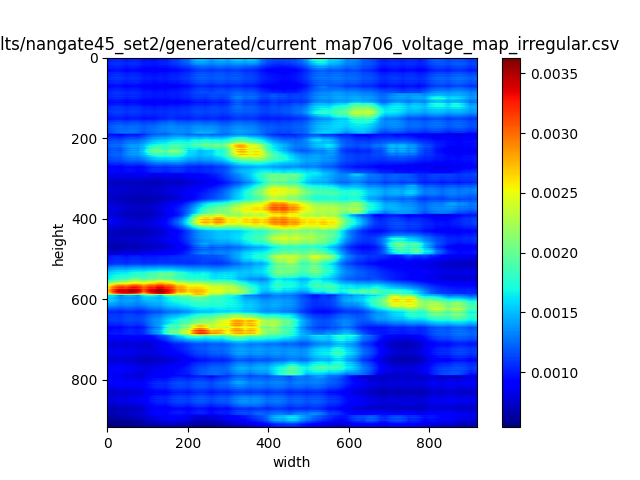 lts/nangate45_set2/generated/current_map706_voltage_map_irregular.csv
0
200
400
600
800
height
0 200 400 600 800
width
0.0035
0.0030
0.0025
0.0020
0.0015
0.0010